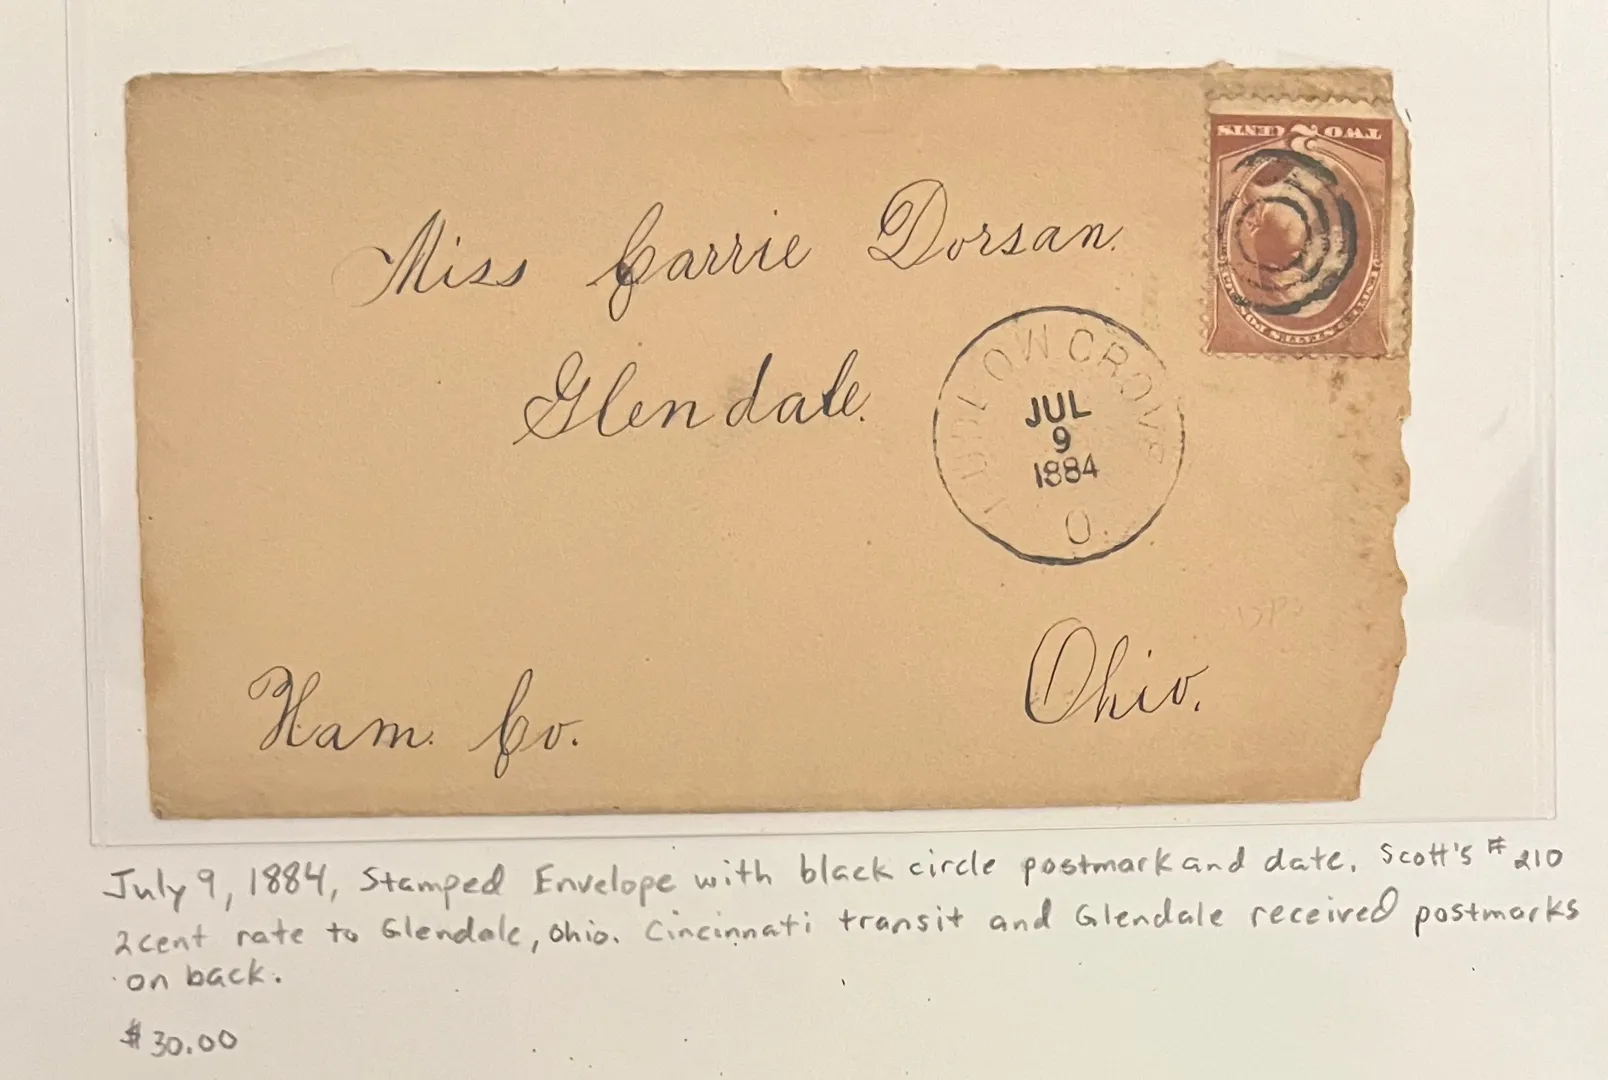 TWO 2 CENTS
Miss Carrie Dorsan.
Glendale.
LUDLOW GROVE
JUL
9
1884
O.
Ohio.
Ham. Co.
July 9, 1884, Stamped Envelope with black circle postmark and date. Scott's # 210
2cent rate to Glendale, Ohio. Cincinnati transit and Glendale received postmarks
on back.
$30.00